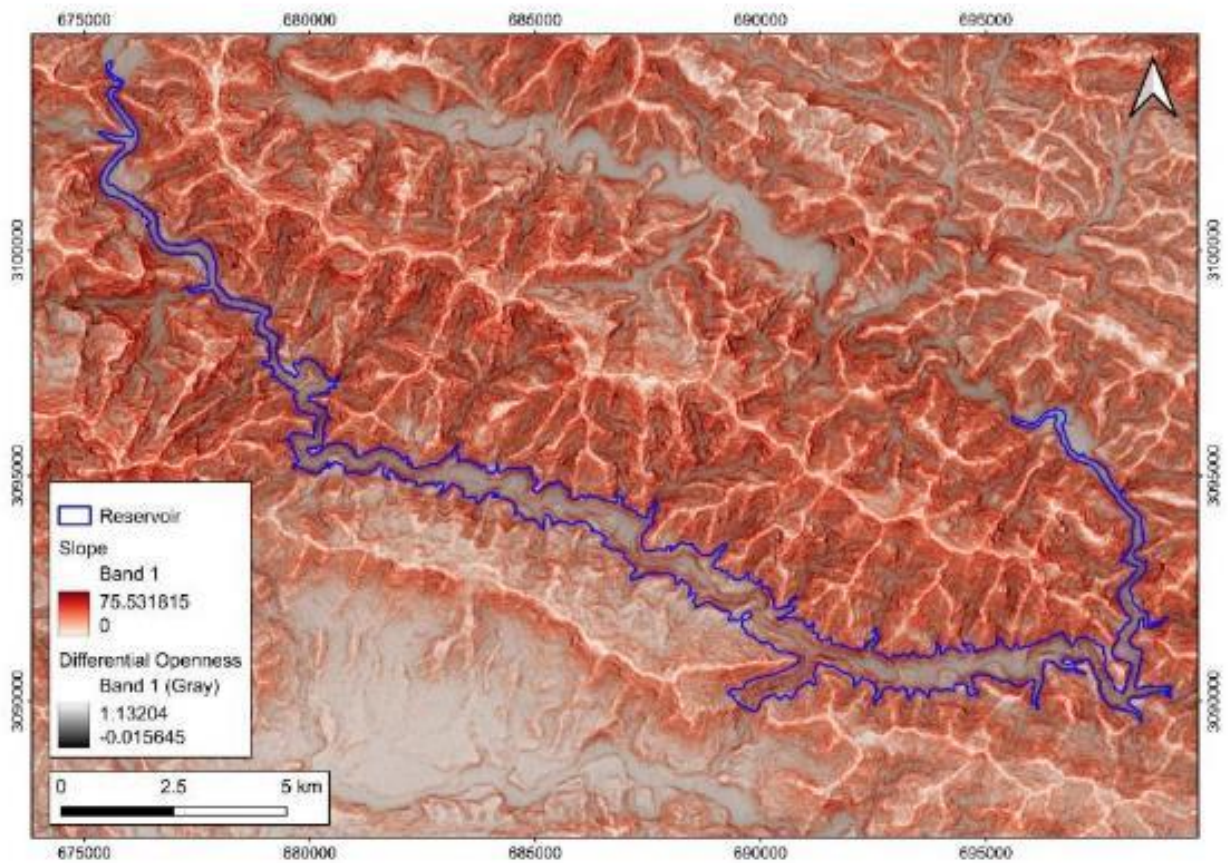 675000 680000 685000 690000 695000
3100000 3100000
3095000 3095000
3090000 3090000
Reservoir
Slope
Band 1
75.531815
0
Differential Openness
Band 1 (Gray)
1.13204
-0.015645
0 2.5 5 km
675000 680000 685000 690000 695000